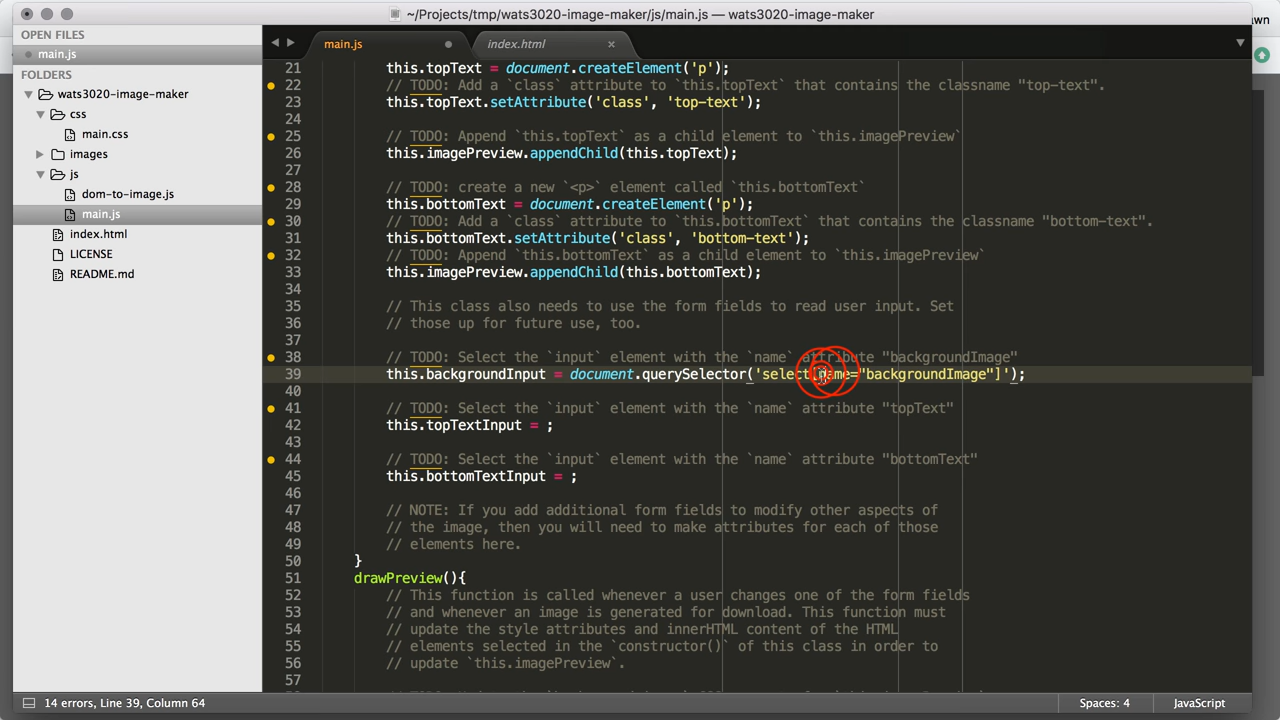 ~/Projects/tmp/wats3020-image-maker/js/main.js — wats3020-image-maker
OPEN FILES
main.js
FOLDERS
wats3020-image-maker
css
main.css
images
js
dom-to-image.js
main.js
index.html
LICENSE
README.md
main.js
index.html
21 this.topText = document.createElement('p');
22 // TODO: Add a `class` attribute to `this.topText` that contains the classname "top-text".
23 this.topText.setAttribute('class', 'top-text');
24
25 // TODO: Append `this.topText` as a child element to `this.imagePreview`
26 this.imagePreview.appendChild(this.topText);
27
28 // TODO: create a new `<p>` element called `this.bottomText`
29 this.bottomText = document.createElement('p');
30 // TODO: Add a `class` attribute to `this.bottomText` that contains the classname "bottom-text".
31 this.bottomText.setAttribute('class', 'bottom-text');
32 // TODO: Append `this.bottomText` as a child element to `this.imagePreview`
33 this.imagePreview.appendChild(this.bottomText);
34
35 // This class also needs to use the form fields to read user input. Set
36 // those up for future use, too.
37
38 // TODO: Select the `input` element with the `name` attribute "backgroundImage"
39 this.backgroundInput = document.querySelector('select[name="backgroundImage"]');
40
41 // TODO: Select the `input` element with the `name` attribute "topText"
42 this.topTextInput = ;
43
44 // TODO: Select the `input` element with the `name` attribute "bottomText"
45 this.bottomTextInput = ;
46
47 // NOTE: If you add additional form fields to modify other aspects of
48 // the image, then you will need to make attributes for each of those
49 // elements here.
50 }
51 drawPreview(){
52 // This function is called whenever a user changes one of the form fields
53 // and whenever an image is generated for download. This function must
54 // update the style attributes and innerHTML content of the HTML
55 // elements selected in the `constructor()` of this class in order to
56 // update `this.imagePreview`.
57
14 errors, Line 39, Column 64
Spaces: 4
JavaScript